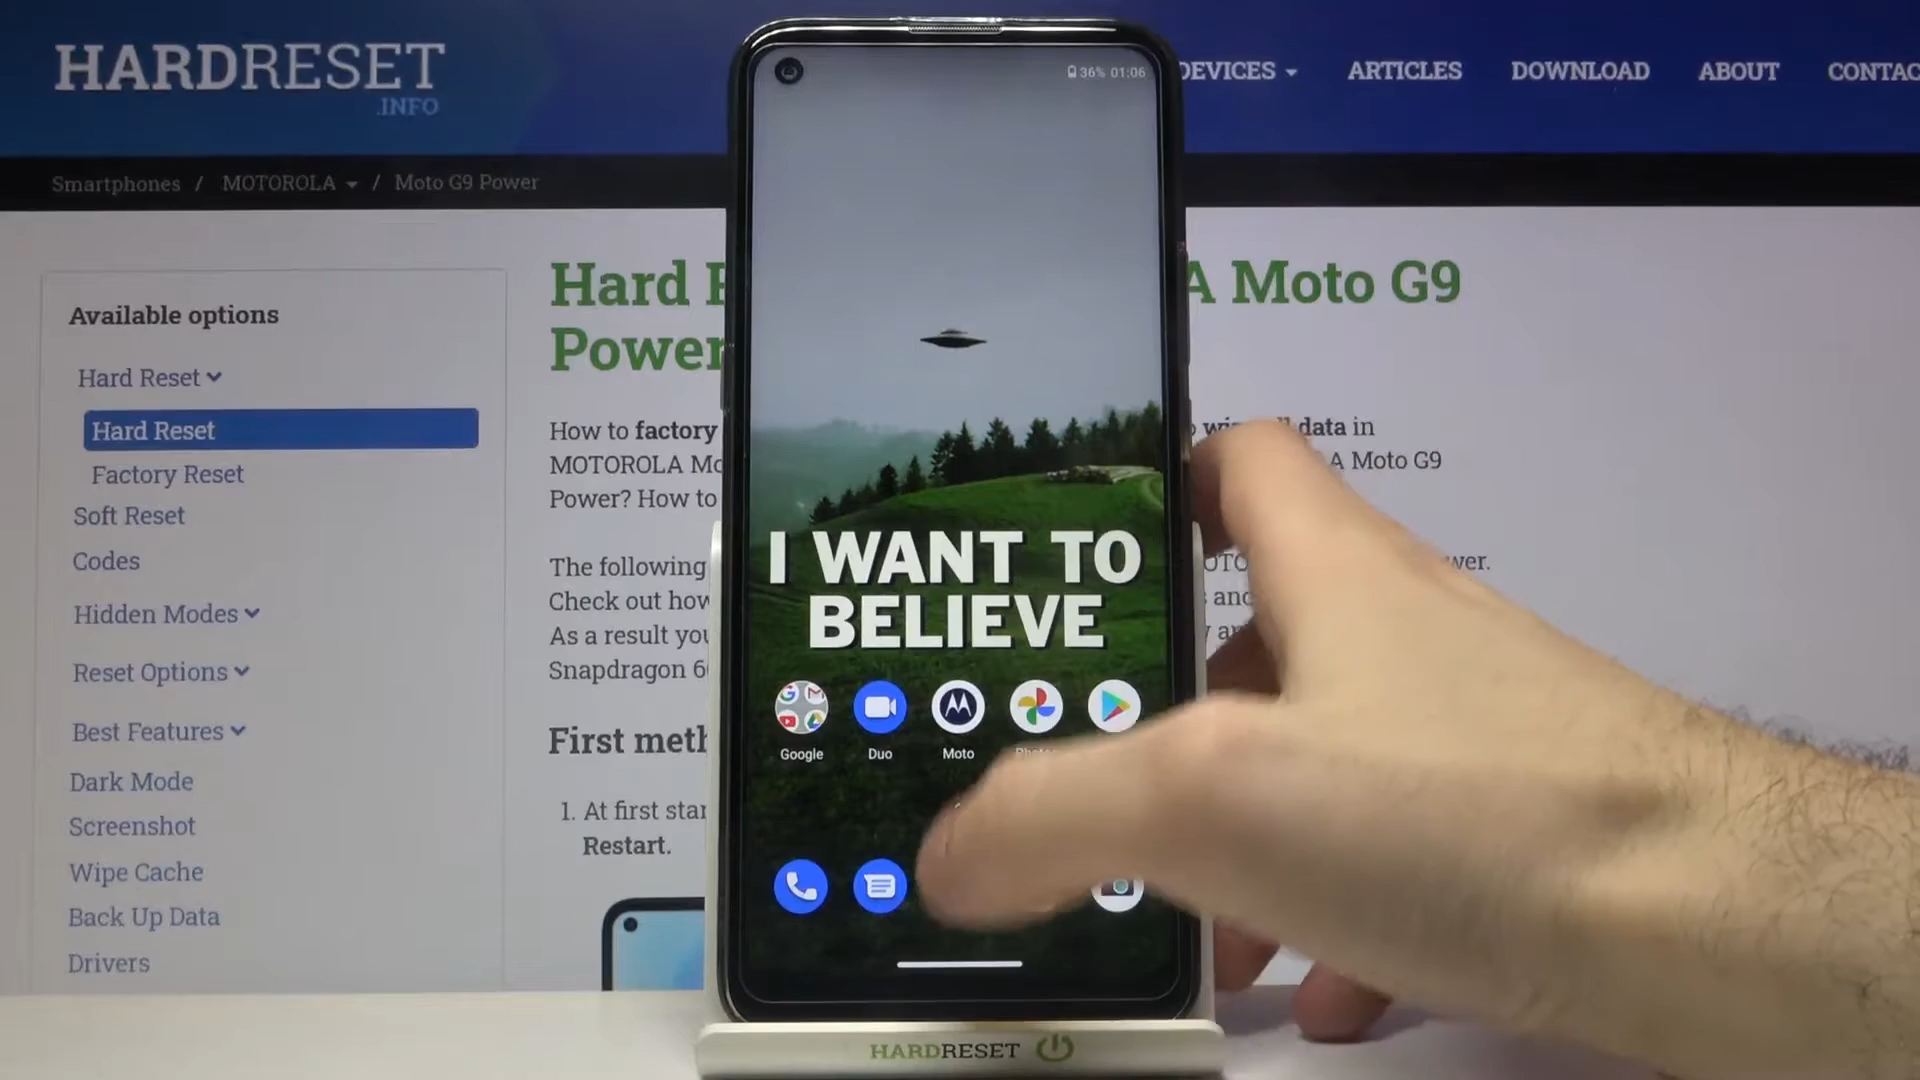 HARDRESET
.INFO
DEVICES
ARTICLES
DOWNLOAD
ABOUT
CONTAC
Smartphones / MOTOROLA / Moto G9 Power
36% 01:06
Available options
Hard Reset
Hard Reset
Factory Reset
Soft Reset
Codes
Hidden Modes
Reset Options
Best Features
Dark Mode
Screenshot
Wipe Cache
Back Up Data
Drivers
Hard
A Moto G9
Power
How to factory
data in
MOTOROLA Mo
A Moto G9
Power? How to
The following
wer.
Check out how
As a result you
Snapdragon 6
First meth
1. At first star
Restart.
I WANT TO
BELIEVE
Google
Duo
Moto
HARDRESET